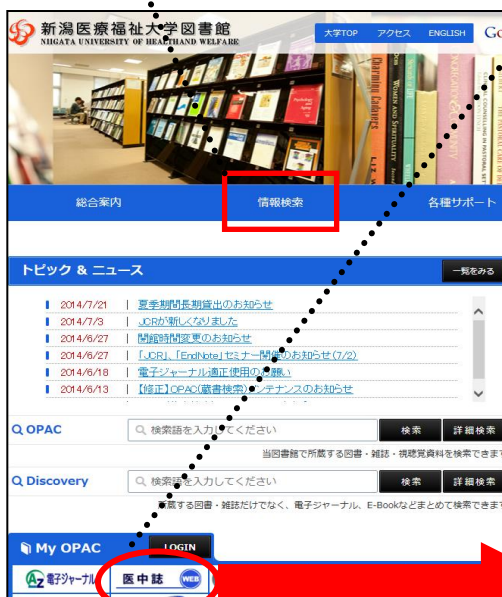 新潟医療福祉大学図書館
NIIGATA UNIVERSITY OF HEALTH AND WELFARE
大学TOP アクセス ENGLISH
総合案内 情報検索 各種サポート
トピック & ニュース 一覧をみる
2014/7/21 | 夏季期間長期貸出のお知らせ
2014/7/3 | JCRが新しくなりました
2014/6/27 | 開館時間変更のお知らせ
2014/6/27 | 「JCR」、「EndNote」セミナー開催のお知らせ(7/2)
2014/6/18 | 電子ジャーナル適正使用のお願い
2014/6/13 | 【修正】OPAC(蔵書検索)メンテナンスのお知らせ
OPAC 検索語を入力してください 検索 詳細検索
当図書館で所蔵する図書・雑誌・視聴覚資料を検索できます
Discovery 検索語を入力してください 検索 詳細検索
所蔵する図書・雑誌だけでなく、電子ジャーナル、E-Bookなどまとめて検索できます
My OPAC LOGIN
AZ 電子ジャーナル 医中誌 WEB